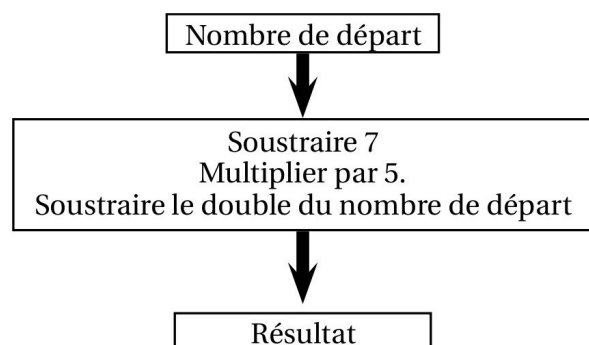 Nombre de départ
Soustraire 7
Multiplier par 5.
Soustraire le double du nombre de départ
Résultat